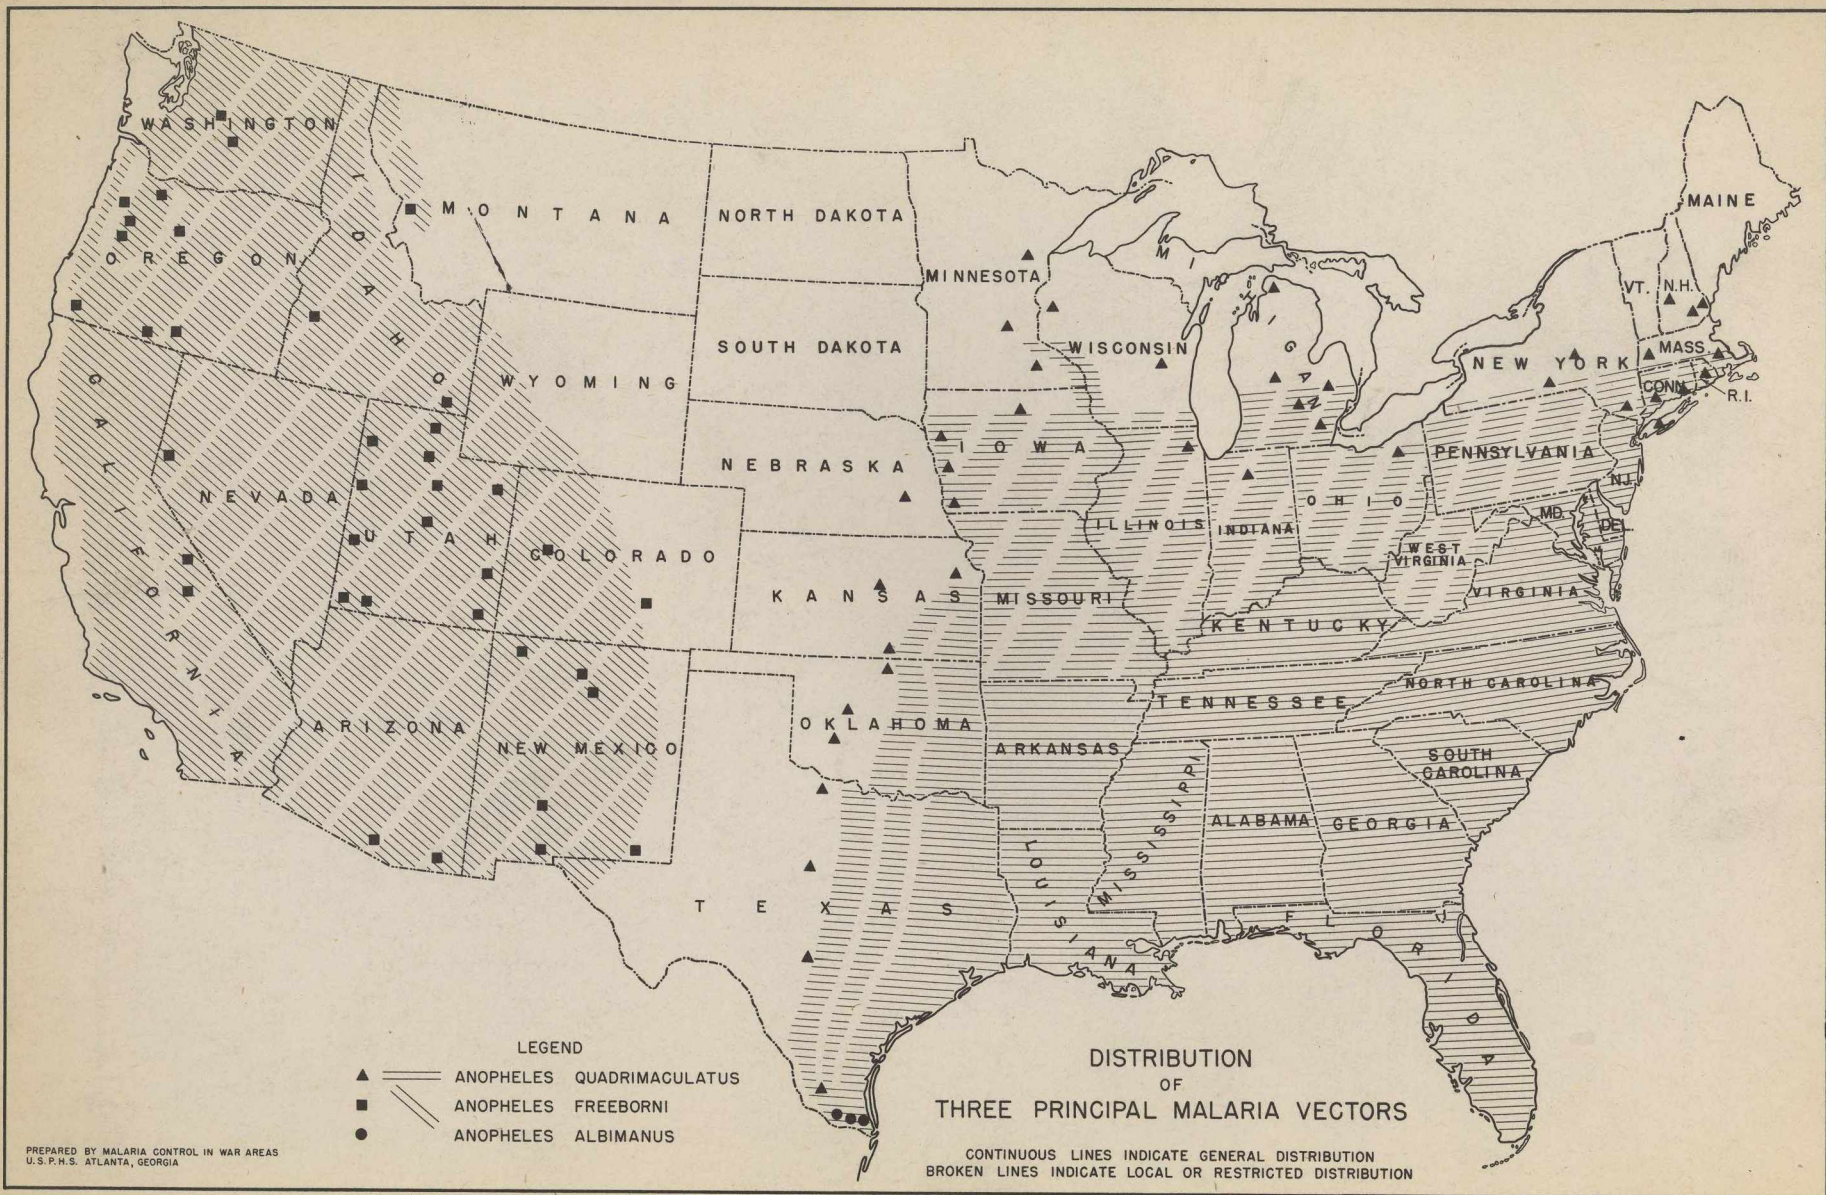 WASHINGTON
MONTANA
NORTH DAKOTA
MAINE
OREGON
IDAHO
MINNESOTA
MICHIGAN
VT.
N.H.
SOUTH DAKOTA
WISCONSIN
NEW YORK
MASS.
WYOMING
CONN.
R.I.
CALIFORNIA
NEBRASKA
IOWA
PENNSYLVANIA
NEVADA
N.J.
ILLINOIS
INDIANA
OHIO
MD.
DEL.
UTAH
COLORADO
WEST
VIRGINIA
KANSAS
MISSOURI
VIRGINIA
KENTUCKY
NORTH CAROLINA
ARIZONA
NEW MEXICO
OKLAHOMA
TENNESSEE
ARKANSAS
SOUTH
CAROLINA
MISSISSIPPI
ALABAMA
GEORGIA
LOUISIANA
TEXAS
FLORIDA
LEGEND
ANOPHELES QUADRIMACULATUS
ANOPHELES FREEBORNI
ANOPHELES ALBIMANUS
DISTRIBUTION
OF
THREE PRINCIPAL MALARIA VECTORS
CONTINUOUS LINES INDICATE GENERAL DISTRIBUTION
BROKEN LINES INDICATE LOCAL OR RESTRICTED DISTRIBUTION
PREPARED BY MALARIA CONTROL IN WAR AREAS
U.S.P.H.S. ATLANTA, GEORGIA